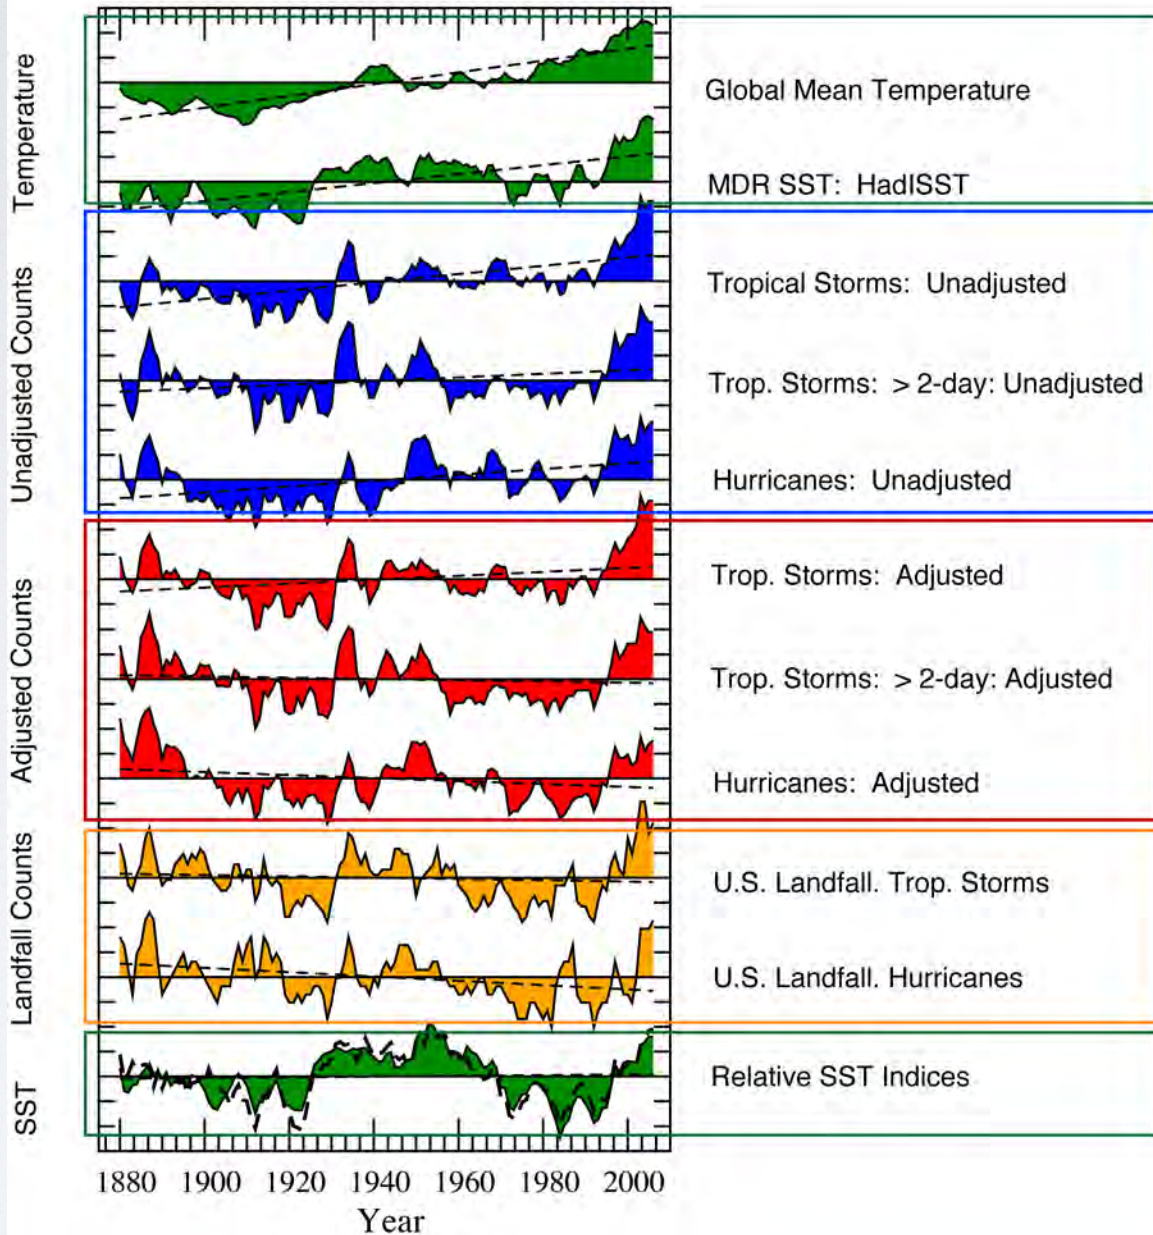 Temperature
Global Mean Temperature
MDR SST: HadISST
Unadjusted Counts
Tropical Storms: Unadjusted
Trop. Storms: > 2-day: Unadjusted
Hurricanes: Unadjusted
Adjusted Counts
Trop. Storms: Adjusted
Trop. Storms: > 2-day: Adjusted
Hurricanes: Adjusted
Landfall Counts
U.S. Landfall. Trop. Storms
U.S. Landfall. Hurricanes
SST
Relative SST Indices
1880 1900 1920 1940 1960 1980 2000
Year